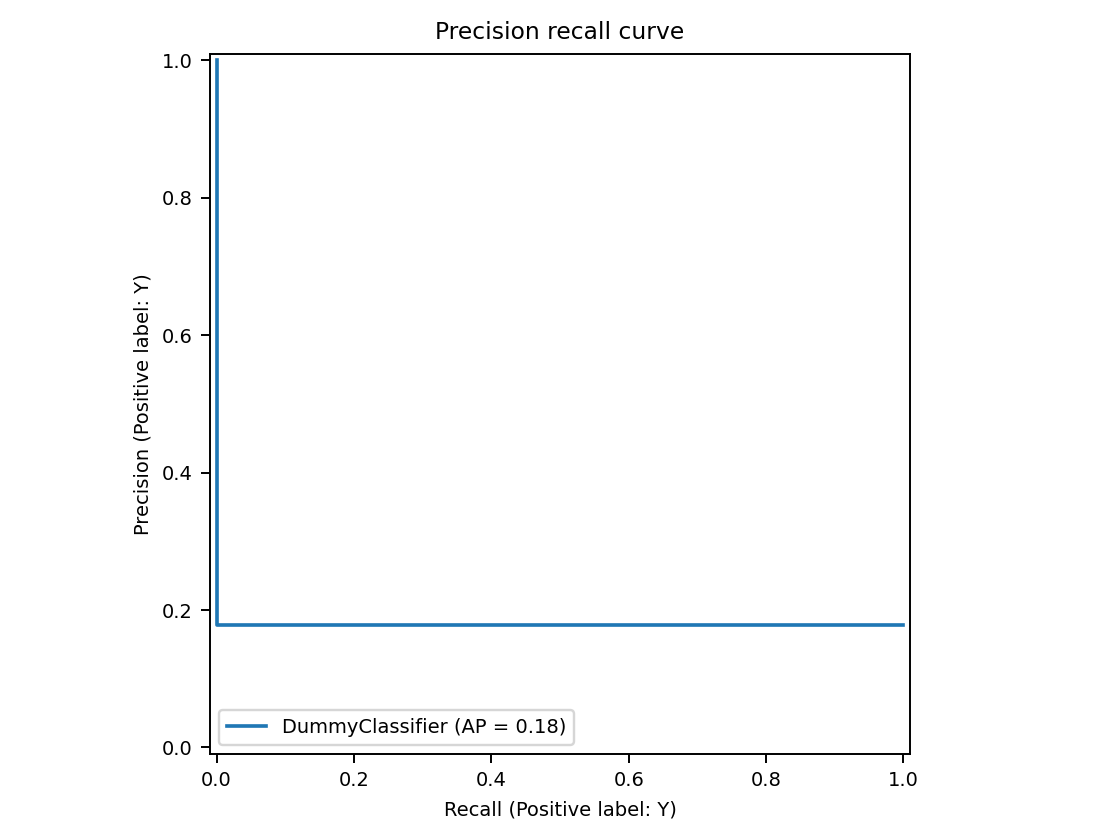 Precision recall curve
1.0
0.8
0.6
0.4
0.2
0.0
Precision (Positive label: Y)
DummyClassifier (AP = 0.18)
0.0 0.2 0.4 0.6 0.8 1.0
Recall (Positive label: Y)